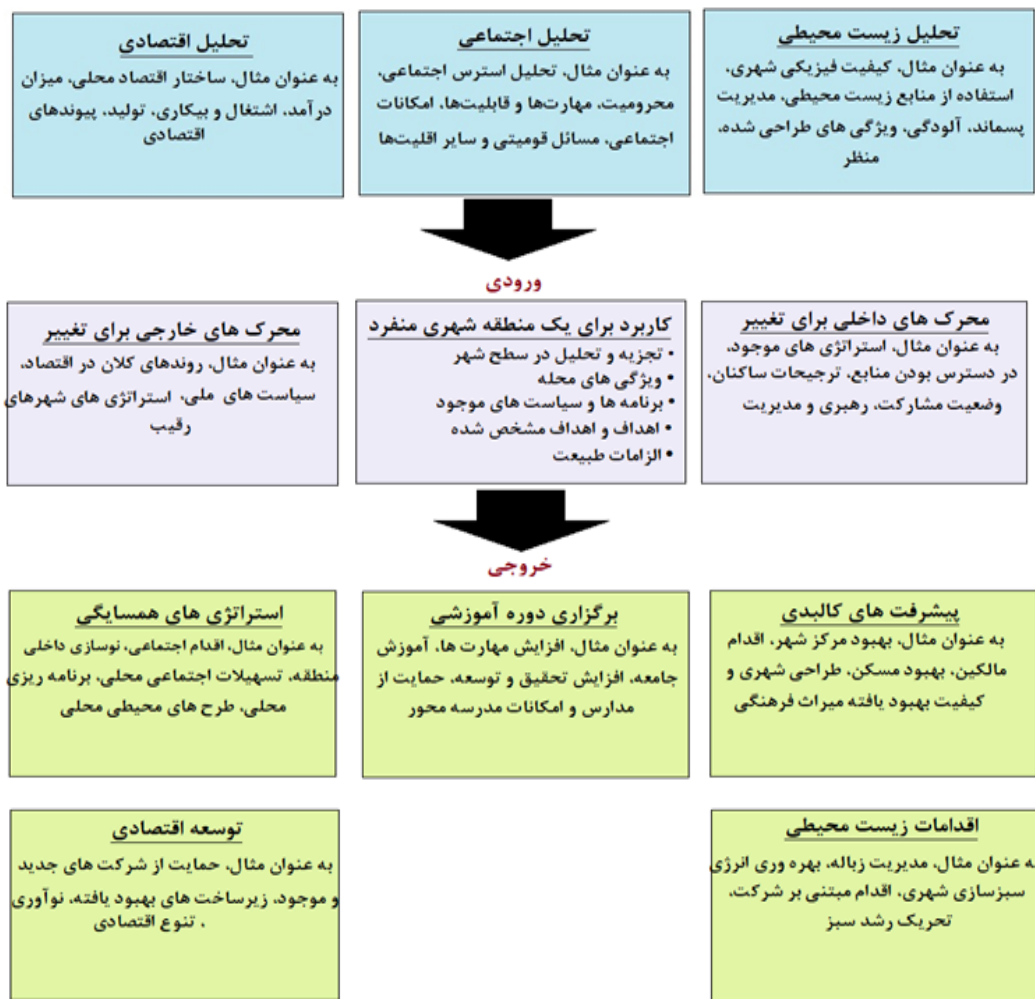 تحلیل زیست محیطی
به عنوان مثال، کیفیت فیزیکی شهری،
استفاده از منابع زیست محیطی، مدیریت
پسماند، آلودگی، ویژگی های طراحی شده،
منظر
تحلیل اجتماعی
به عنوان مثال، تحلیل استرس اجتماعی،
محرومیت، مهارت‌ها و قابلیت‌ها، امکانات
اجتماعی، مسائل قومیتی و سایر اقلیت‌ها
تحلیل اقتصادی
به عنوان مثال، ساختار اقتصاد محلی، میزان
درآمد، اشتغال و بیکاری، تولید، پیوندهای
اقتصادی
ورودی
محرک های داخلی برای تغییر
به عنوان مثال، استراتژی های موجود،
در دسترس بودن منابع، ترجیحات ساکنان،
وضعیت مشارکت، رهبری و مدیریت
کاربرد برای یک منطقه شهری منفرد
• تجزیه و تحلیل در سطح شهر
• ویژگی های محله
• برنامه ها و سیاست های موجود
• اهداف و اهداف مشخص شده
• الزامات طبیعت
محرک های خارجی برای تغییر
به عنوان مثال، روندهای کلان در اقتصاد،
سیاست های ملی، استراتژی های شهرهای
رقیب
خروجی
پیشرفت های کالبدی
به عنوان مثال، بهبود مرکز شهر، اقدام
مالکین، بهبود مسکن، طراحی شهری و
کیفیت بهبود یافته میراث فرهنگی
برگزاری دوره آموزشی
به عنوان مثال، افزایش مهارت ها، آموزش
جامعه، افزایش تحقیق و توسعه، حمایت از
مدارس و امکانات مدرسه محور
استراتژی های همسایگی
به عنوان مثال، اقدام اجتماعی، نوسازی داخلی
منطقه، تسهیلات اجتماعی محلی، برنامه ریزی
محلی، طرح های محیطی محلی
اقدامات زیست محیطی
به عنوان مثال، مدیریت زباله، بهره وری انرژی
سبزسازی شهری، اقدام مبتنی بر شرکت،
تحریک رشد سبز
توسعه اقتصادی
به عنوان مثال، حمایت از شرکت های جدید
و موجود، زیرساخت های بهبود یافته، نوآوری
، تنوع اقتصادی